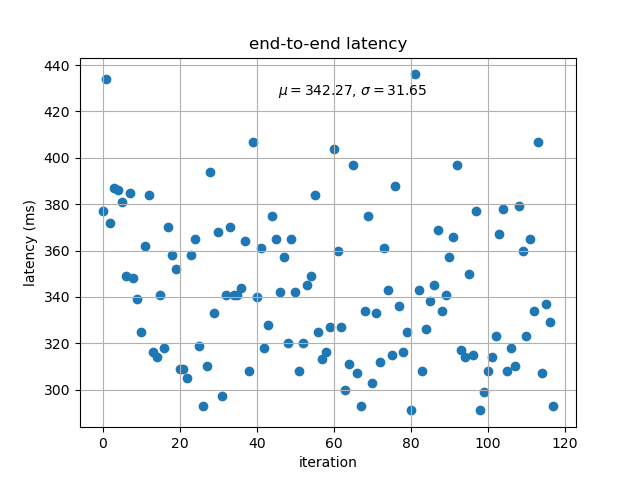 end-to-end latency
μ = 342.27, σ = 31.65
latency (ms)
440
420
400
380
360
340
320
300
0 20 40 60 80 100 120
iteration